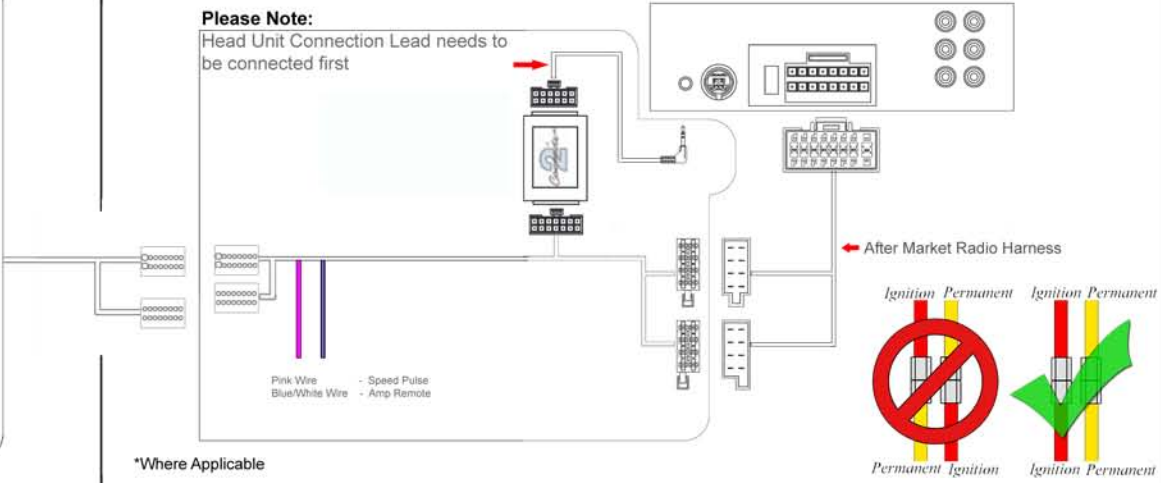 Please Note:
Head Unit Connection Lead needs to
be connected first
After Market Radio Harness
Ignition Permanent Ignition Permanent
Pink Wire - Speed Pulse
Blue/White Wire - Amp Remote
Permanent Ignition Ignition Permanent
*Where Applicable